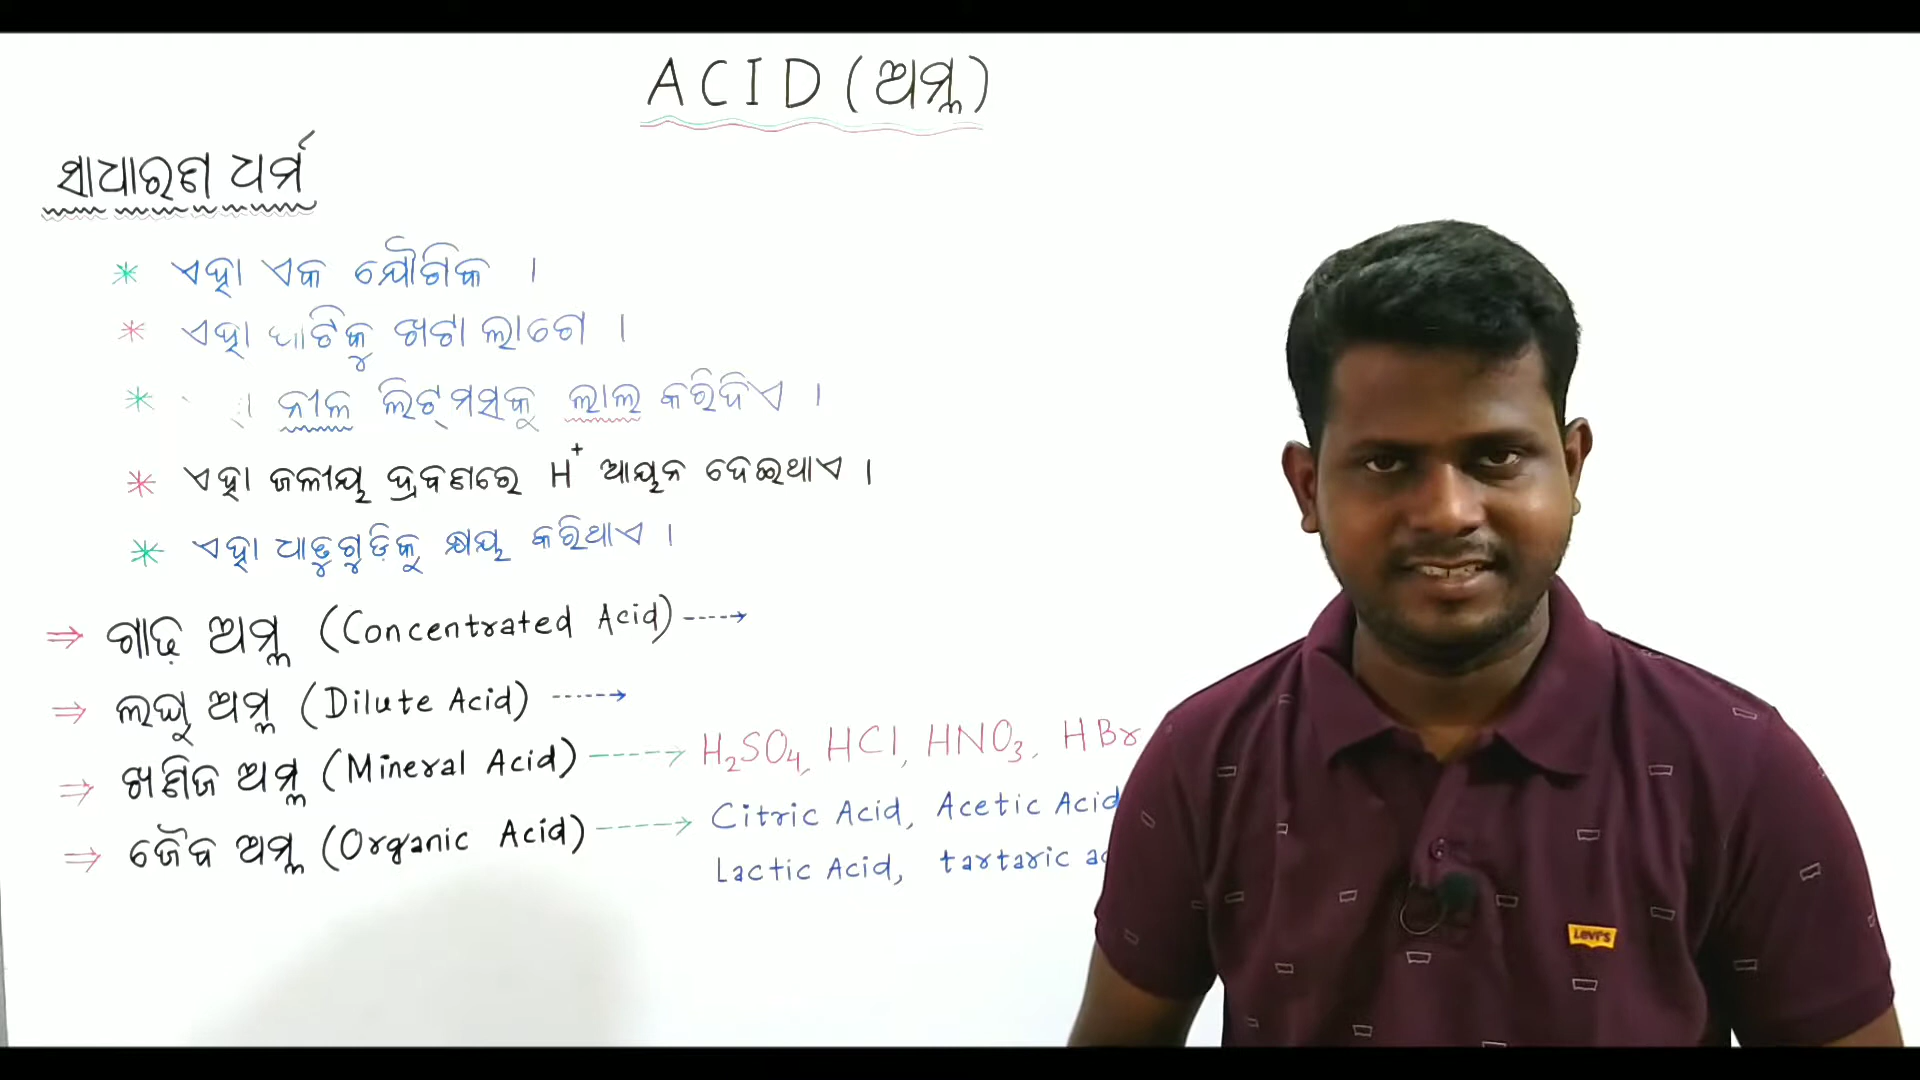 ACID (ଅମ୍ଳ)
ସାଧାରଣ ଧର୍ମ
* ଏହା ଏକ ଯୌଗିକ ।
* ଏହା ପାଟିକୁ ଖଟା ଲାଗେ ।
* ନୀଳ ଲିଟ୍ମସକୁ ଲାଲ କରିଦିଏ ।
* ଏହା ଜଳୀୟ ଦ୍ରବଣରେ H⁺ ଆୟନ ଦେଇଥାଏ ।
* ଏହା ଧାତୁଗୁଡ଼ିକୁ କ୍ଷୟ କରିଥାଏ ।
⇒ ଗାଢ଼ ଅମ୍ଳ (Concentrated Acid) ----→
⇒ ଲଘୁ ଅମ୍ଳ (Dilute Acid) -----→
⇒ ଖଣିଜ ଅମ୍ଳ (Mineral Acid) ----→ H₂SO₄, HCl, HNO₃, HBr
⇒ ଜୈବ ଅମ୍ଳ (Organic Acid) ----→ Citric Acid, Acetic Acid
Lactic Acid, tartaric
Levi's